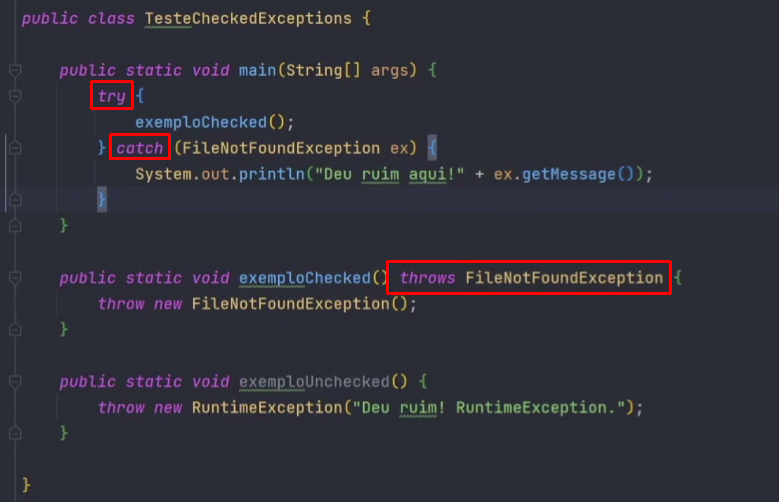 public class TesteCheckedExceptions {
public static void main(String[] args) {
try {
exemploChecked();
} catch (FileNotFoundException ex) {
System.out.println("Deu ruim aqui!" + ex.getMessage());
}
}
public static void exemploChecked() throws FileNotFoundException {
throw new FileNotFoundException();
}
public static void exemploUnchecked() {
throw new RuntimeException("Deu ruim! RuntimeException.");
}
}